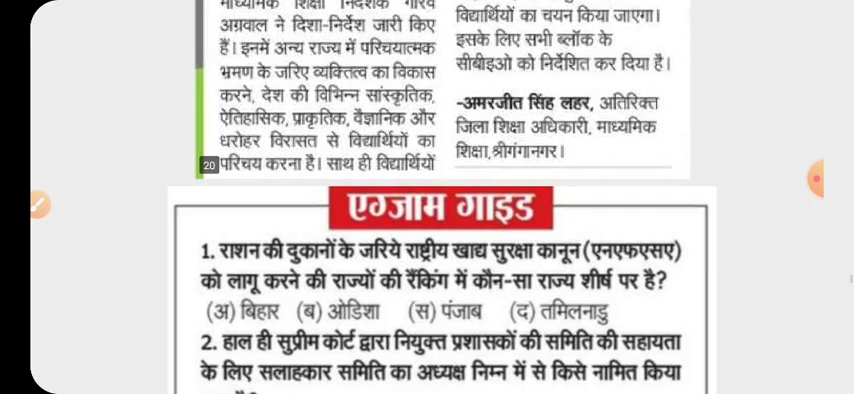 माध्यमिक शिक्षा निदेशक गौरव
अग्रवाल ने दिशा-निर्देश जारी किए
हैं। इनमें अन्य राज्य में परिचयात्मक
भ्रमण के जरिए व्यक्तित्व का विकास
करने, देश की विभिन्न सांस्कृतिक,
ऐतिहासिक, प्राकृतिक, वैज्ञानिक और
धरोहर विरासत से विद्यार्थियों का
20
परिचय करना है। साथ ही विद्यार्थियों
विद्यार्थियों का चयन किया जाएगा।
इसके लिए सभी ब्लॉक के
सीबीइओ को निर्देशित कर दिया है।
-अमरजीत सिंह लहर, अतिरिक्त
जिला शिक्षा अधिकारी, माध्यमिक
शिक्षा,श्रीगंगानगर।
एग्जाम गाइड
1. राशन की दुकानों के जरिये राष्ट्रीय खाद्य सुरक्षा कानून (एनएफएसए)
को लागू करने की राज्यों की रैंकिंग में कौन-सा राज्य शीर्ष पर है?
(अ) बिहार (ब) ओडिशा (स) पंजाब (द) तमिलनाडु
2. हाल ही सुप्रीम कोर्ट द्वारा नियुक्त प्रशासकों की समिति की सहायता
के लिए सलाहकार समिति का अध्यक्ष निम्न में से किसे नामित किया